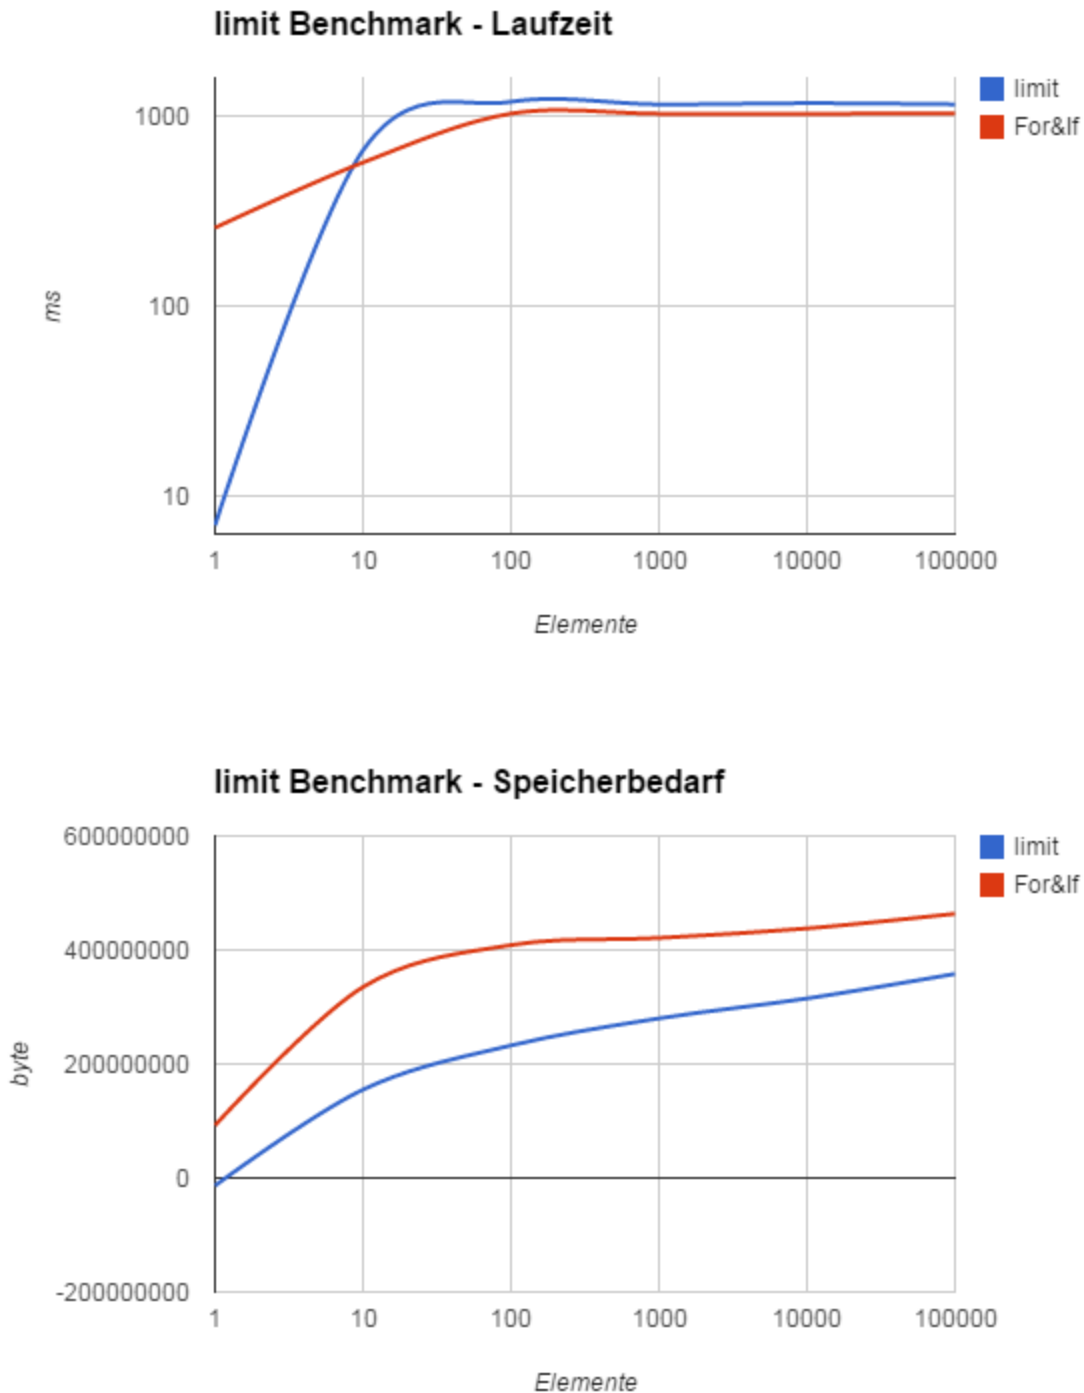 limit Benchmark - Laufzeit
limit
For&If
1000
100
10
ms
1 10 100 1000 10000 100000
Elemente
limit Benchmark - Speicherbedarf
limit
For&If
600000000
400000000
200000000
0
-200000000
byte
1 10 100 1000 10000 100000
Elemente